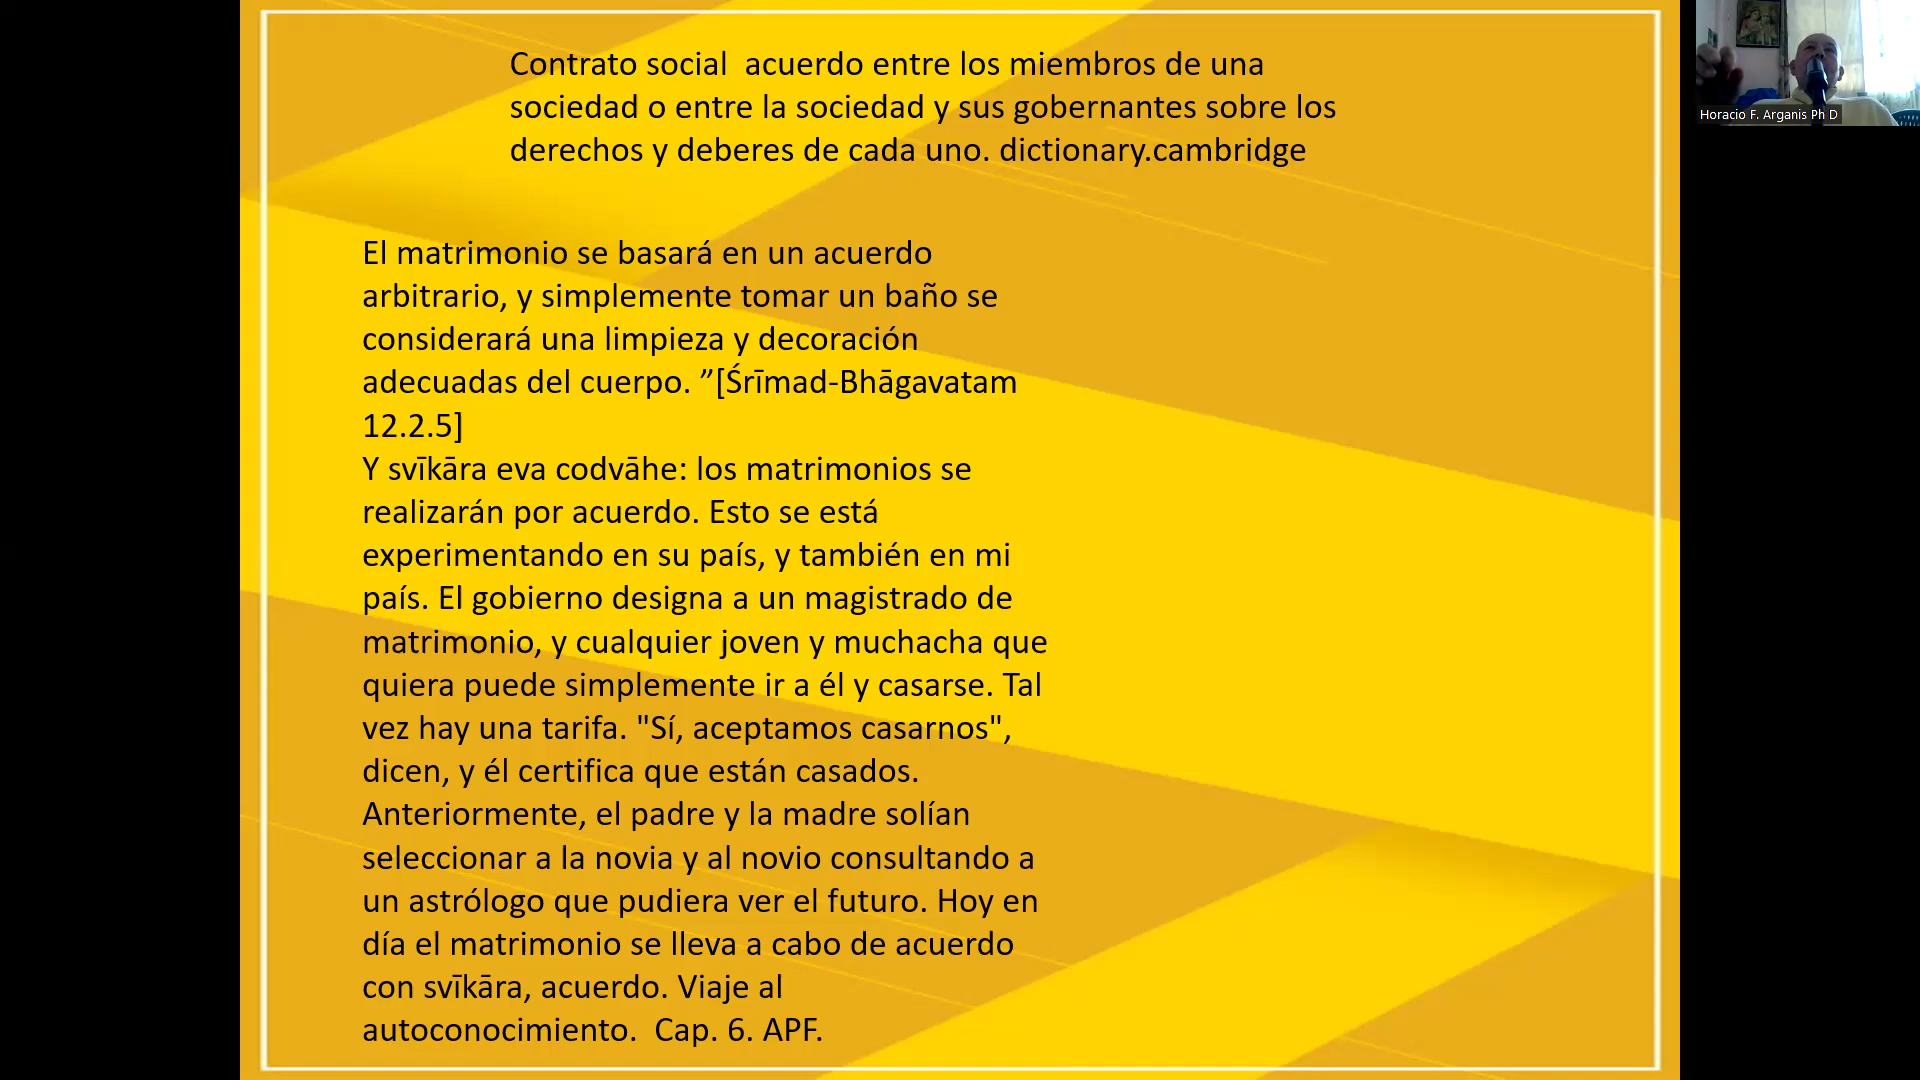 Contrato social  acuerdo entre los miembros de una
sociedad o entre la sociedad y sus gobernantes sobre los
derechos y deberes de cada uno. dictionary.cambridge
El matrimonio se basará en un acuerdo
arbitrario, y simplemente tomar un baño se
considerará una limpieza y decoración
adecuadas del cuerpo. ”[Śrīmad-Bhāgavatam
12.2.5]
Y svīkāra eva codvāhe: los matrimonios se
realizarán por acuerdo. Esto se está
experimentando en su país, y también en mi
país. El gobierno designa a un magistrado de
matrimonio, y cualquier joven y muchacha que
quiera puede simplemente ir a él y casarse. Tal
vez hay una tarifa. "Sí, aceptamos casarnos",
dicen, y él certifica que están casados.
Anteriormente, el padre y la madre solían
seleccionar a la novia y al novio consultando a
un astrólogo que pudiera ver el futuro. Hoy en
día el matrimonio se lleva a cabo de acuerdo
con svīkāra, acuerdo. Viaje al
autoconocimiento.  Cap. 6. APF.
Horacio F. Arganis Ph D